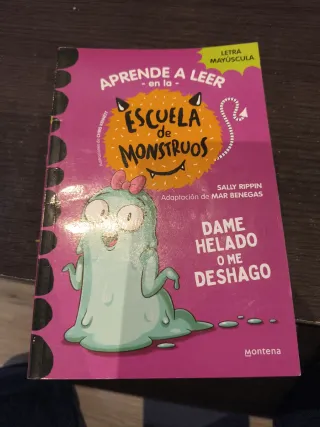 LETRA
MAYÚSCULA
APRENDE A LEER
- en la -
ESCUELA
de
MONSTRUOS
SALLY RIPPIN
Adaptación de MAR BENEGAS
DAME
HELADO
O ME
DESHAGO
Montena